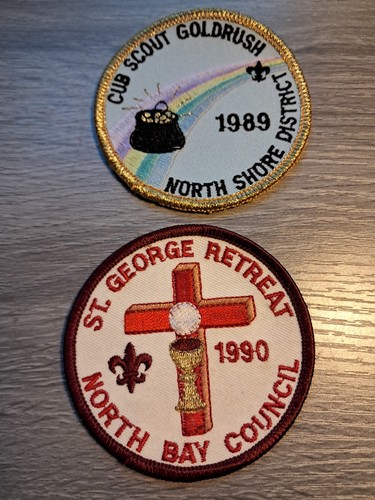 CUB SCOUT GOLDRUSH
1989
NORTH SHORE DISTRICT
ST. GEORGE RETREAT
1990
NORTH BAY COUNCIL